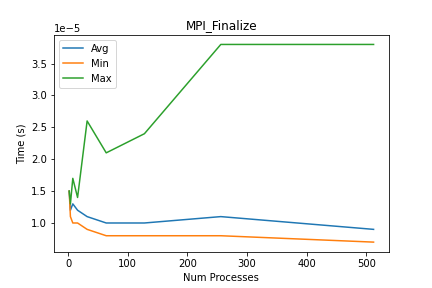 MPI_Finalize
1e−5
Avg
Min
Max
3.5
3.0
2.5
2.0
1.5
1.0
Time (s)
0
100
200
300
400
500
Num Processes